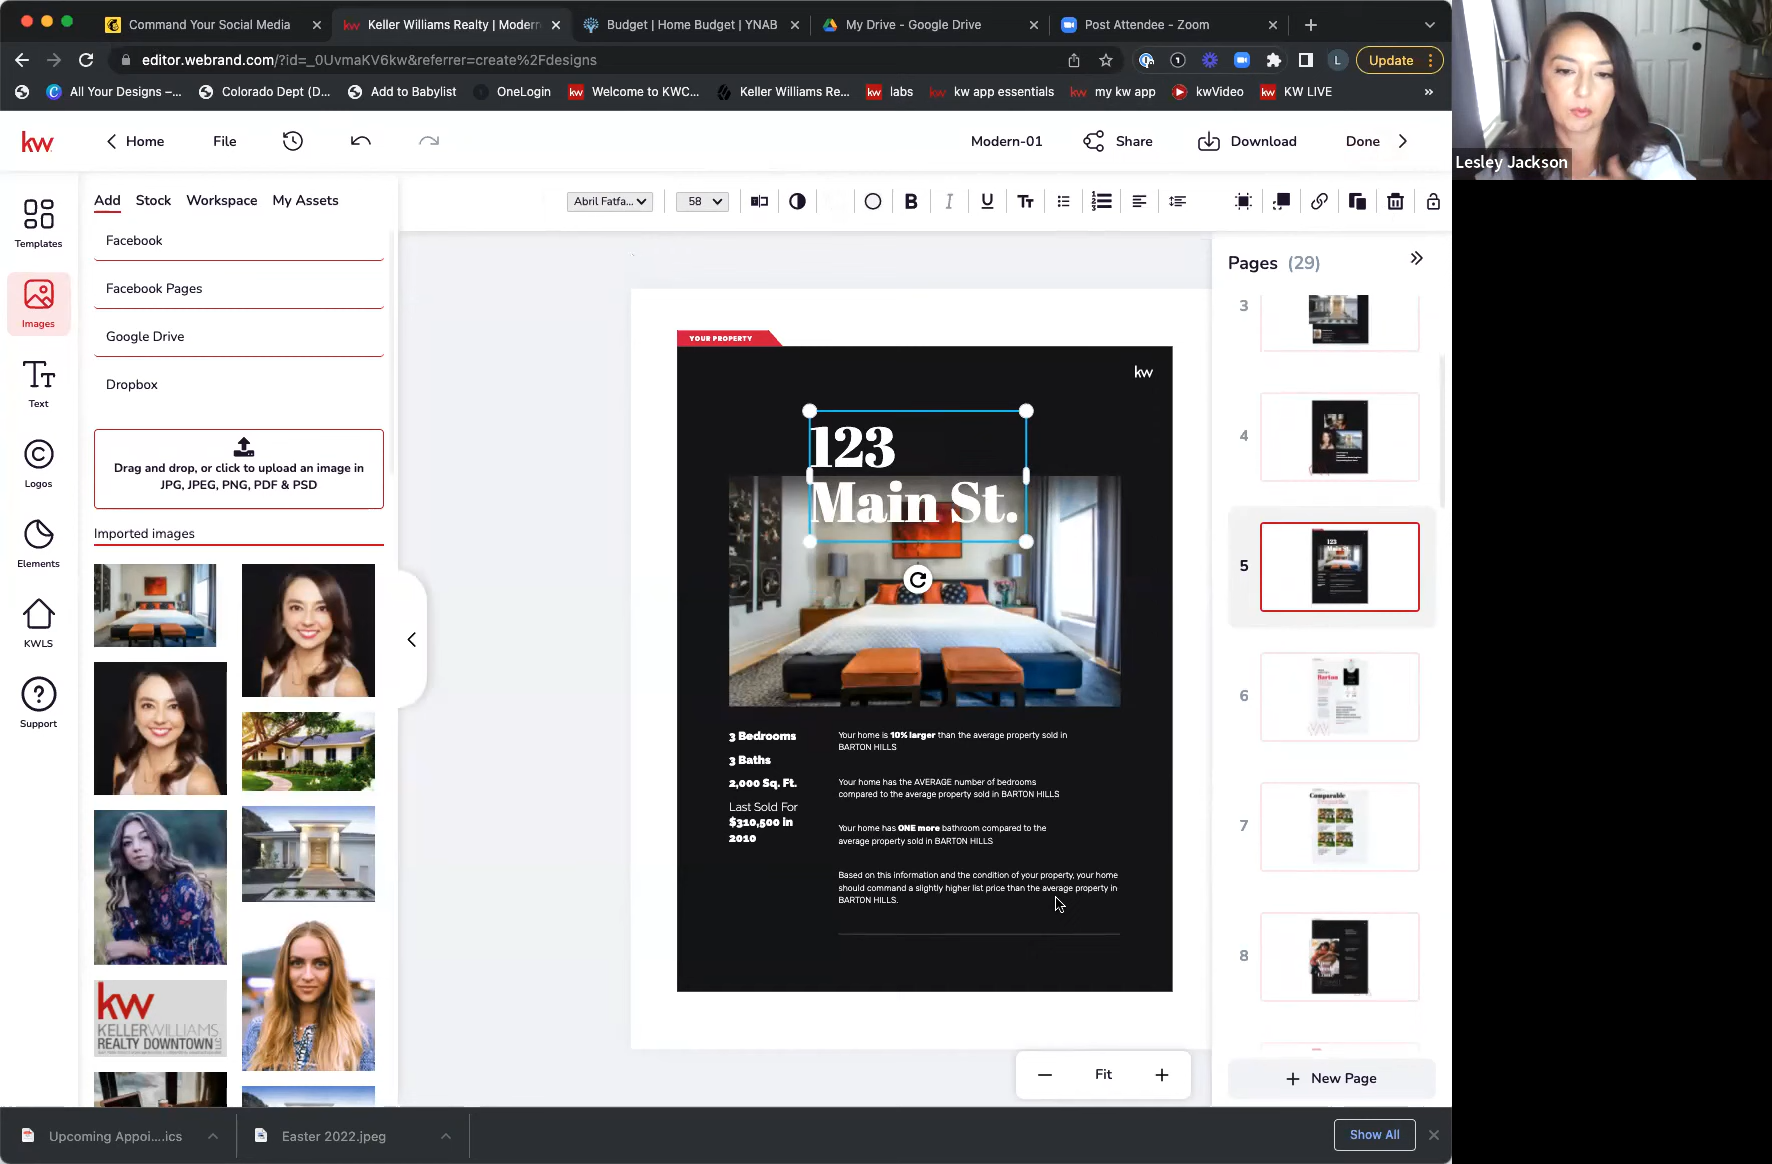 Command Your Social Media
Keller Williams Realty | Modern
Budget | Home Budget | YNAB
My Drive - Google Drive
Post Attendee - Zoom
editor.webrand.com/?id=_0UvmaKV6kw&referrer=create%2Fdesigns
L
Update
All Your Designs –...
Colorado Dept (D...
Add to Babylist
OneLogin
Welcome to KWC...
Keller Williams Re...
labs
kw app essentials
my kw app
kwVideo
KW LIVE
»
Lesley Jackson
kw
Home
File
Modern-01
Share
Download
Done
Add
Stock
Workspace
My Assets
Abril Fatfa...
58
B
I
U
Templates
Images
Text
Logos
Elements
KWLS
Support
Facebook
Facebook Pages
Google Drive
Dropbox
Drag and drop, or click to upload an image in
JPG, JPEG, PNG, PDF & PSD
Imported images
kw
KELLERWILLIAMS
REALTY DOWNTOWN
YOUR PROPERTY
kw
123
Main St.
3 Bedrooms
3 Baths
2,000 Sq. Ft.
Last Sold For
$310,500 in
2010
Your home is 10% larger than the average property sold in
BARTON HILLS
Your home has the AVERAGE number of bedrooms
compared to the average property sold in BARTON HILLS
Your home has ONE more bathroom compared to the
average property sold in BARTON HILLS
Based on this information and the condition of your property, your home
should command a slightly higher list price than the average property in
BARTON HILLS.
Fit
Pages (29)
3
4
5
123
Main St.
6
Barton
7
Comparable
8
New Page
Upcoming Appoi....ics
Easter 2022.jpeg
Show All